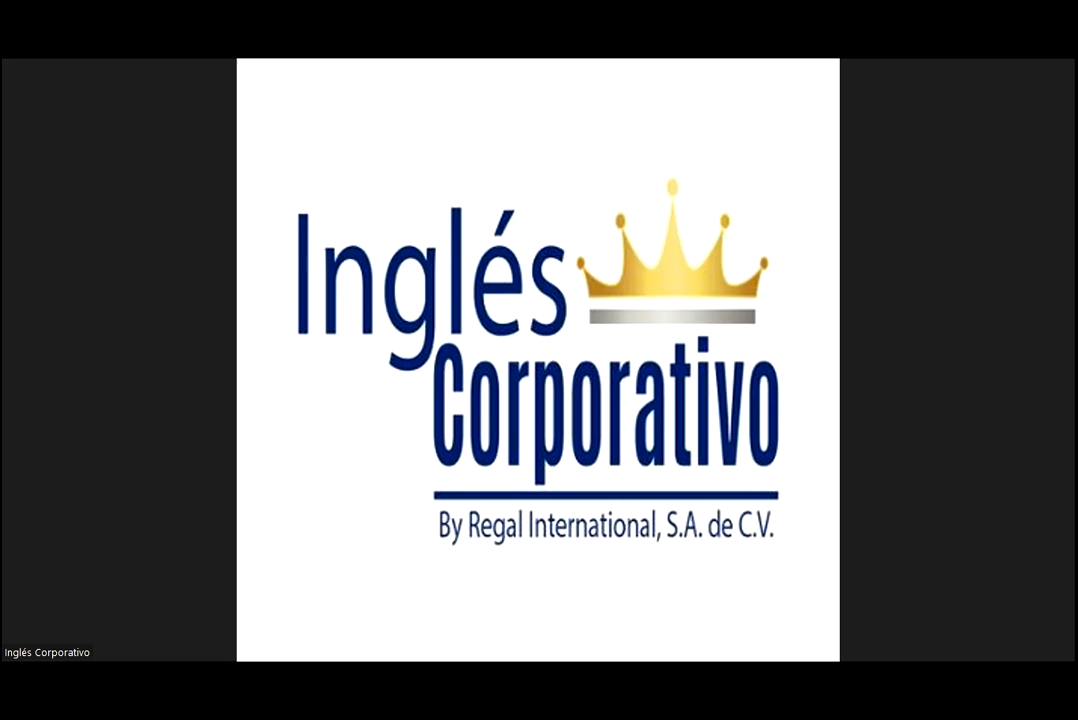 Inglés
Corporativo
By Regal International, S.A. de C.V.
Inglés Corporativo